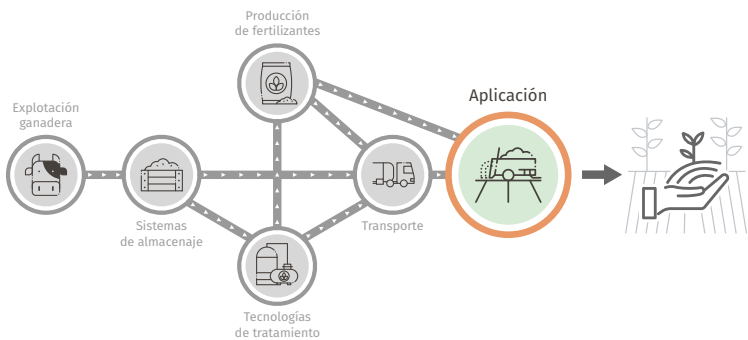 Producción
de fertilizantes
Aplicación
Explotación
ganadera
Sistemas
de almacenaje
Transporte
Tecnologías
de tratamiento